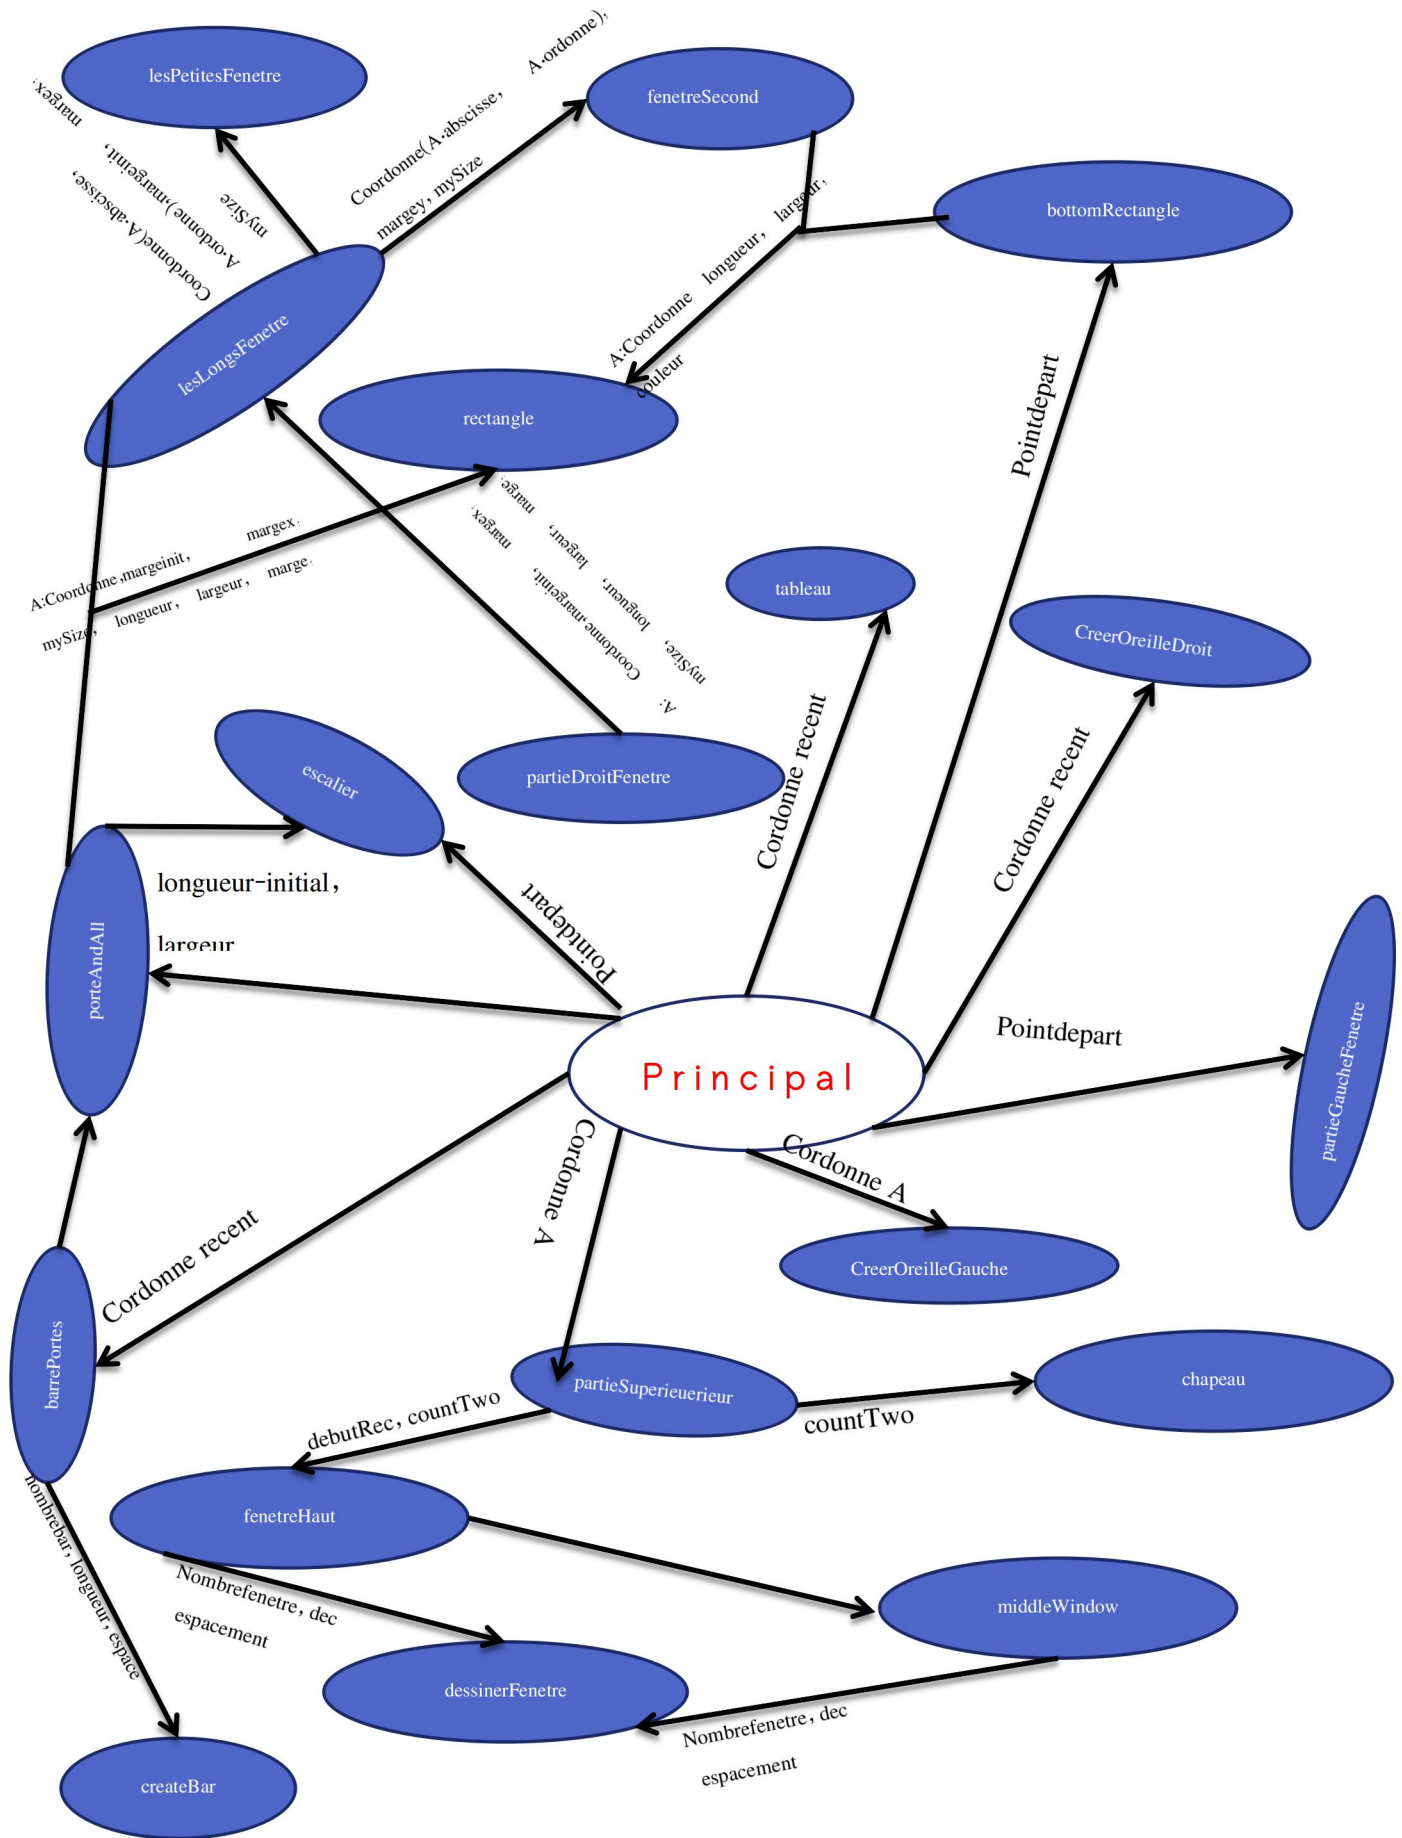 lesPetitesFenetre
Coordonne(A.abscisse, A.ordonne),
margey, mySize
fenetreSecond
Coordonne(A.abscisse,
A.ordonne),margeinit, margex,
mySize
bottomRectangle
A:Coordonne longueur, largeur,
couleur
lesLongsFenetre
rectangle
Pointdepart
A:Coordonne,margeinit, margex,
mySize, longueur, largeur, marge,
A:
Coordonne,margeinit, margex,
mySize, longueur, largeur, marge,
tableau
CreerOreilleDroit
Cordonne recent
Cordonne recent
escalier
partieDroitFenetre
longueur-initial,
largeur
Pointdepart
porteAndAll
Principal
Pointdepart
partieGaucheFenetre
Cordonne A
Cordonne A
CreerOreilleGauche
Cordonne recent
barrePortes
partieSuperieuerieur
chapeau
countTwo
debutRec, countTwo
fenetreHaut
nombrebar, longueur, espace
Nombrefenetre, dec
espacement
middleWindow
dessinerFenetre
Nombrefenetre, dec
espacement
createBar